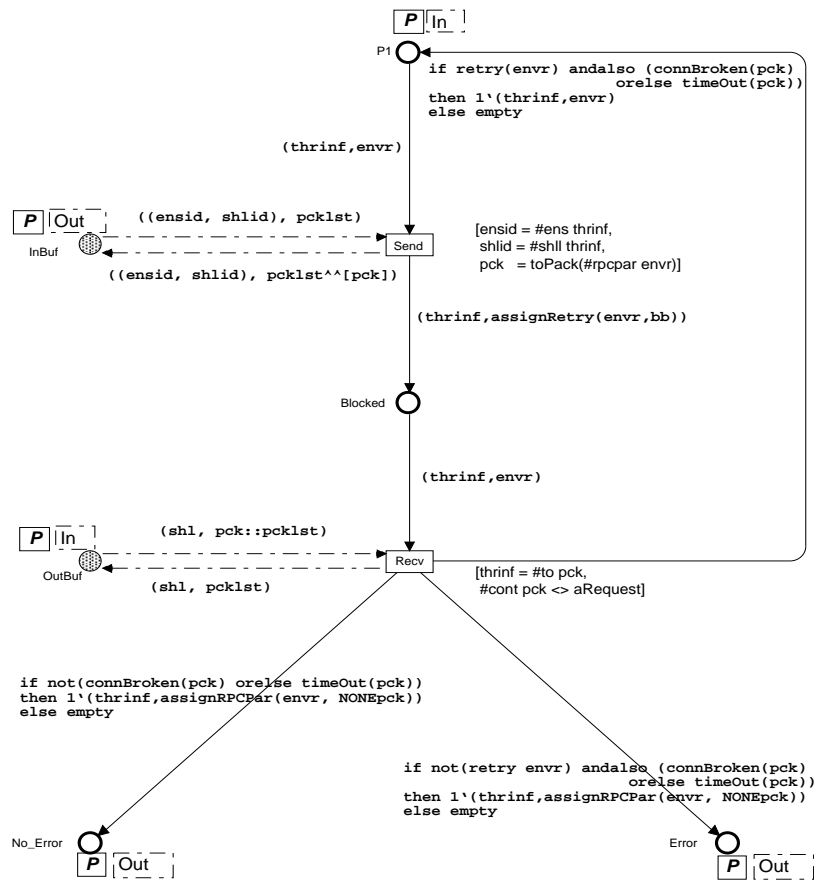 P In
P1
if retry(envr) andalso (connBroken(pck)
orelse timeOut(pck))
then 1‘(thrinf,envr)
else empty
(thrinf,envr)
P Out
InBuf
((ensid, shlid), pcklst)
((ensid, shlid), pcklst^^[pck])
Send
[ensid = #ens thrinf,
shlid = #shll thrinf,
pck = toPack(#rpcpar envr)]
(thrinf,assignRetry(envr,bb))
Blocked
(thrinf,envr)
P In
OutBuf
(shl, pck::pcklst)
(shl, pcklst)
Recv
[thrinf = #to pck,
#cont pck <> aRequest]
if not(connBroken(pck) orelse timeOut(pck))
then 1‘(thrinf,assignRPCPar(envr, NONEpck))
else empty
if not(retry envr) andalso (connBroken(pck)
orelse timeOut(pck))
then 1‘(thrinf,assignRPCPar(envr, NONEpck))
else empty
No_Error
P Out
Error
P Out